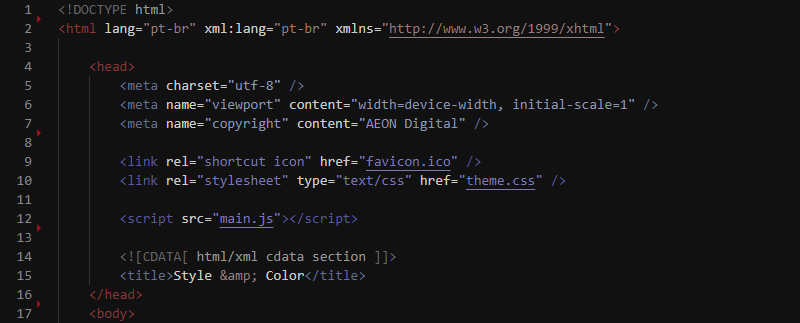 1 <!DOCTYPE html>
2 <html lang="pt-br" xml:lang="pt-br" xmlns="http://www.w3.org/1999/xhtml">
3
4 <head>
5 <meta charset="utf-8" />
6 <meta name="viewport" content="width=device-width, initial-scale=1" />
7 <meta name="copyright" content="AEON Digital" />
8
9 <link rel="shortcut icon" href="favicon.ico" />
10 <link rel="stylesheet" type="text/css" href="theme.css" />
11
12 <script src="main.js"></script>
13
14 <![CDATA[ html/xml cdata section ]]>
15 <title>Style &amp; Color</title>
16 </head>
17 <body>